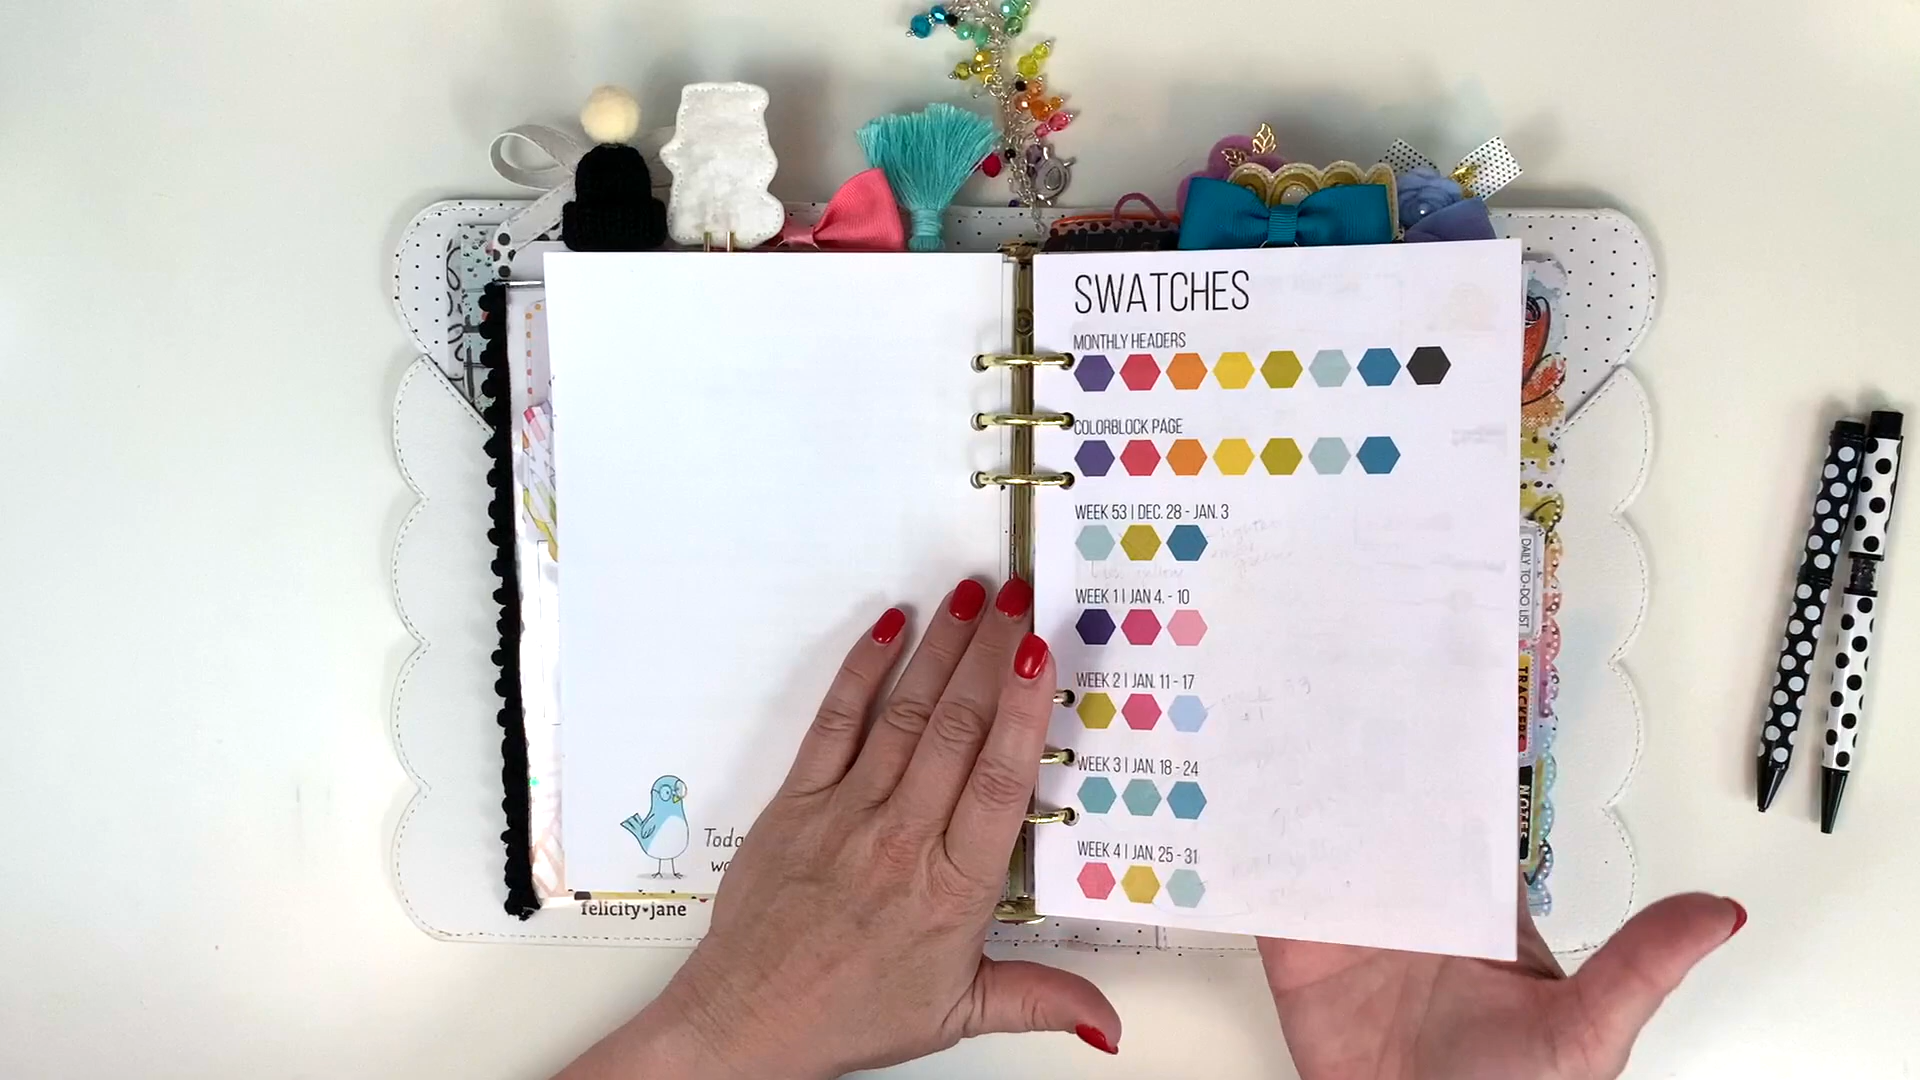 SWATCHES
MONTHLY HEADERS
COLORBLOCK PAGE
WEEK 53 | DEC. 28 - JAN. 3
WEEK 1 | JAN 4. - 10
WEEK 2 | JAN. 11 - 17
WEEK 3 | JAN. 18 - 24
WEEK 4 | JAN. 25 - 31
felicity jane
DAILY TO-DO LIST
TRACKERS
NOTES